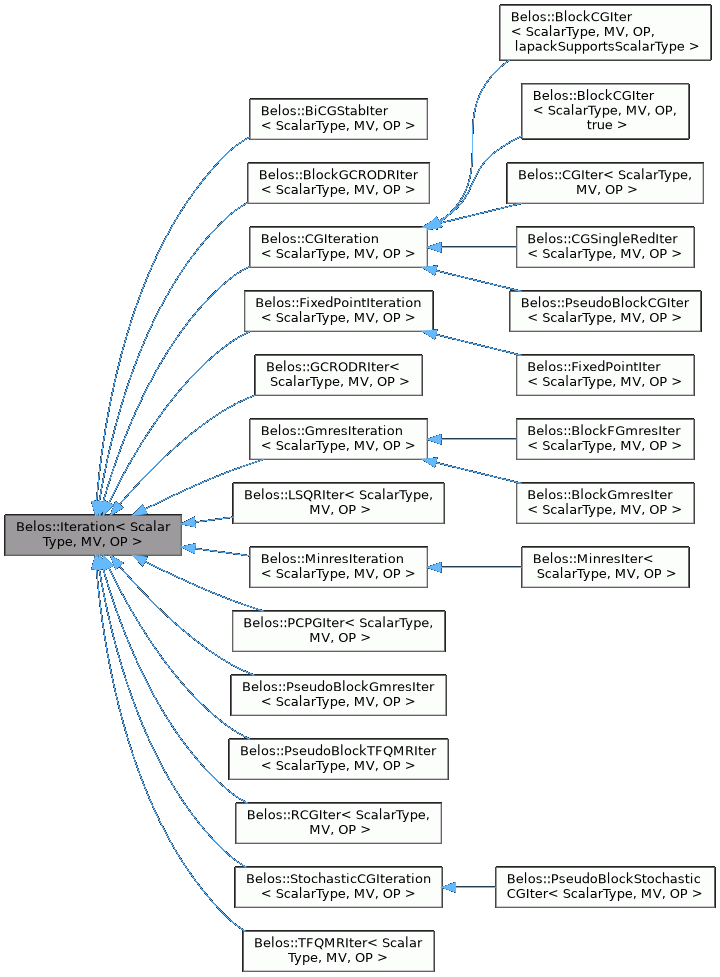 Belos::BlockCGIter
< ScalarType, MV, OP,
lapackSupportsScalarType >
Belos::BiCGStabIter
< ScalarType, MV, OP >
Belos::BlockCGIter
< ScalarType, MV, OP,
true >
Belos::BlockGCRODRIter
< ScalarType, MV, OP >
Belos::CGIter< ScalarType,
MV, OP >
Belos::CGIteration
< ScalarType, MV, OP >
Belos::CGSingleRedIter
< ScalarType, MV, OP >
Belos::FixedPointIteration
< ScalarType, MV, OP >
Belos::PseudoBlockCGIter
< ScalarType, MV, OP >
Belos::GCRODRIter<
ScalarType, MV, OP >
Belos::FixedPointIter
< ScalarType, MV, OP >
Belos::GmresIteration
< ScalarType, MV, OP >
Belos::BlockFGmresIter
< ScalarType, MV, OP >
Belos::LSQRIter< ScalarType,
MV, OP >
Belos::BlockGmresIter
< ScalarType, MV, OP >
Belos::Iteration< Scalar
Type, MV, OP >
Belos::MinresIteration
< ScalarType, MV, OP >
Belos::MinresIter<
ScalarType, MV, OP >
Belos::PCPGIter< ScalarType,
MV, OP >
Belos::PseudoBlockGmresIter
< ScalarType, MV, OP >
Belos::PseudoBlockTFQMRIter
< ScalarType, MV, OP >
Belos::RCGIter< ScalarType,
MV, OP >
Belos::StochasticCGIteration
< ScalarType, MV, OP >
Belos::PseudoBlockStochastic
CGIter< ScalarType, MV, OP >
Belos::TFQMRIter< Scalar
Type, MV, OP >